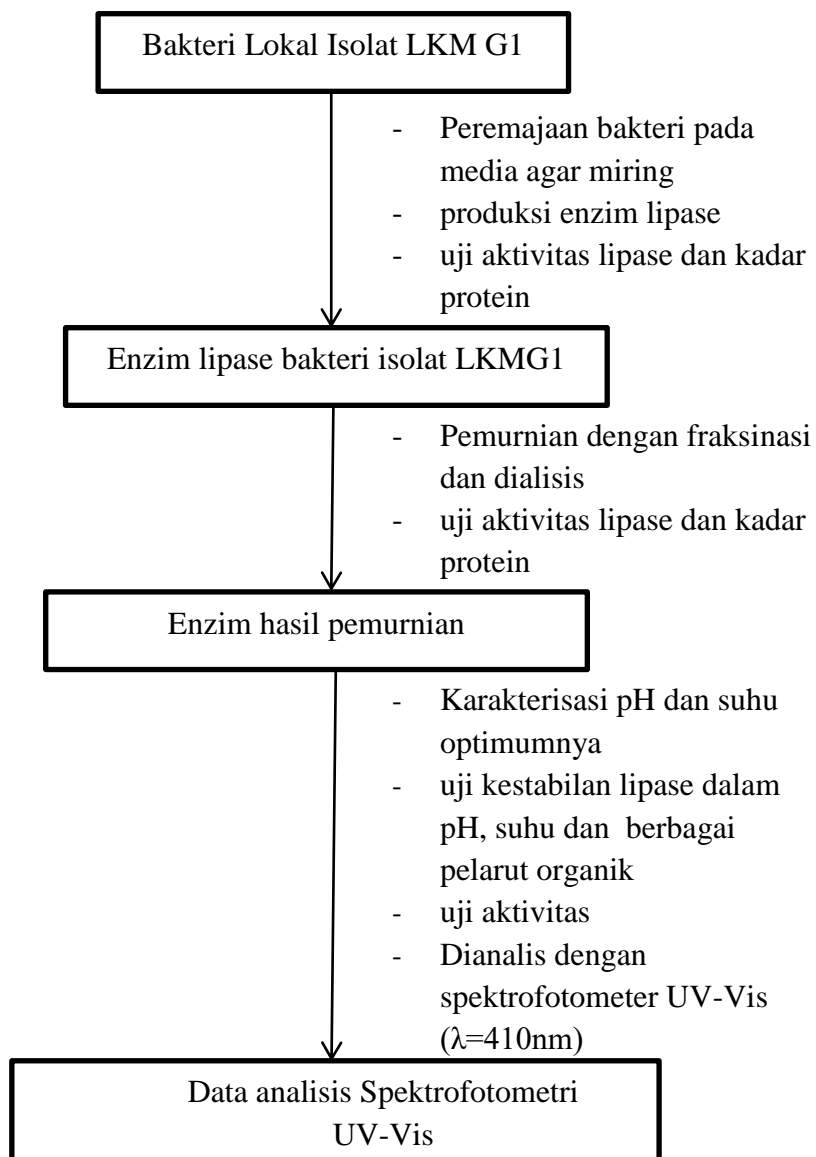 Bakteri Lokal Isolat LKM G1
- Peremajaan bakteri pada
media agar miring
- produksi enzim lipase
- uji aktivitas lipase dan kadar
protein
Enzim lipase bakteri isolat LKMG1
- Pemurnian dengan fraksinasi
dan dialisis
- uji aktivitas lipase dan kadar
protein
Enzim hasil pemurnian
- Karakterisasi pH dan suhu
optimumnya
- uji kestabilan lipase dalam
pH, suhu dan berbagai
pelarut organik
- uji aktivitas
- Dianalis dengan
spektrofotometer UV-Vis
(λ=410nm)
Data analisis Spektrofotometri
UV-Vis